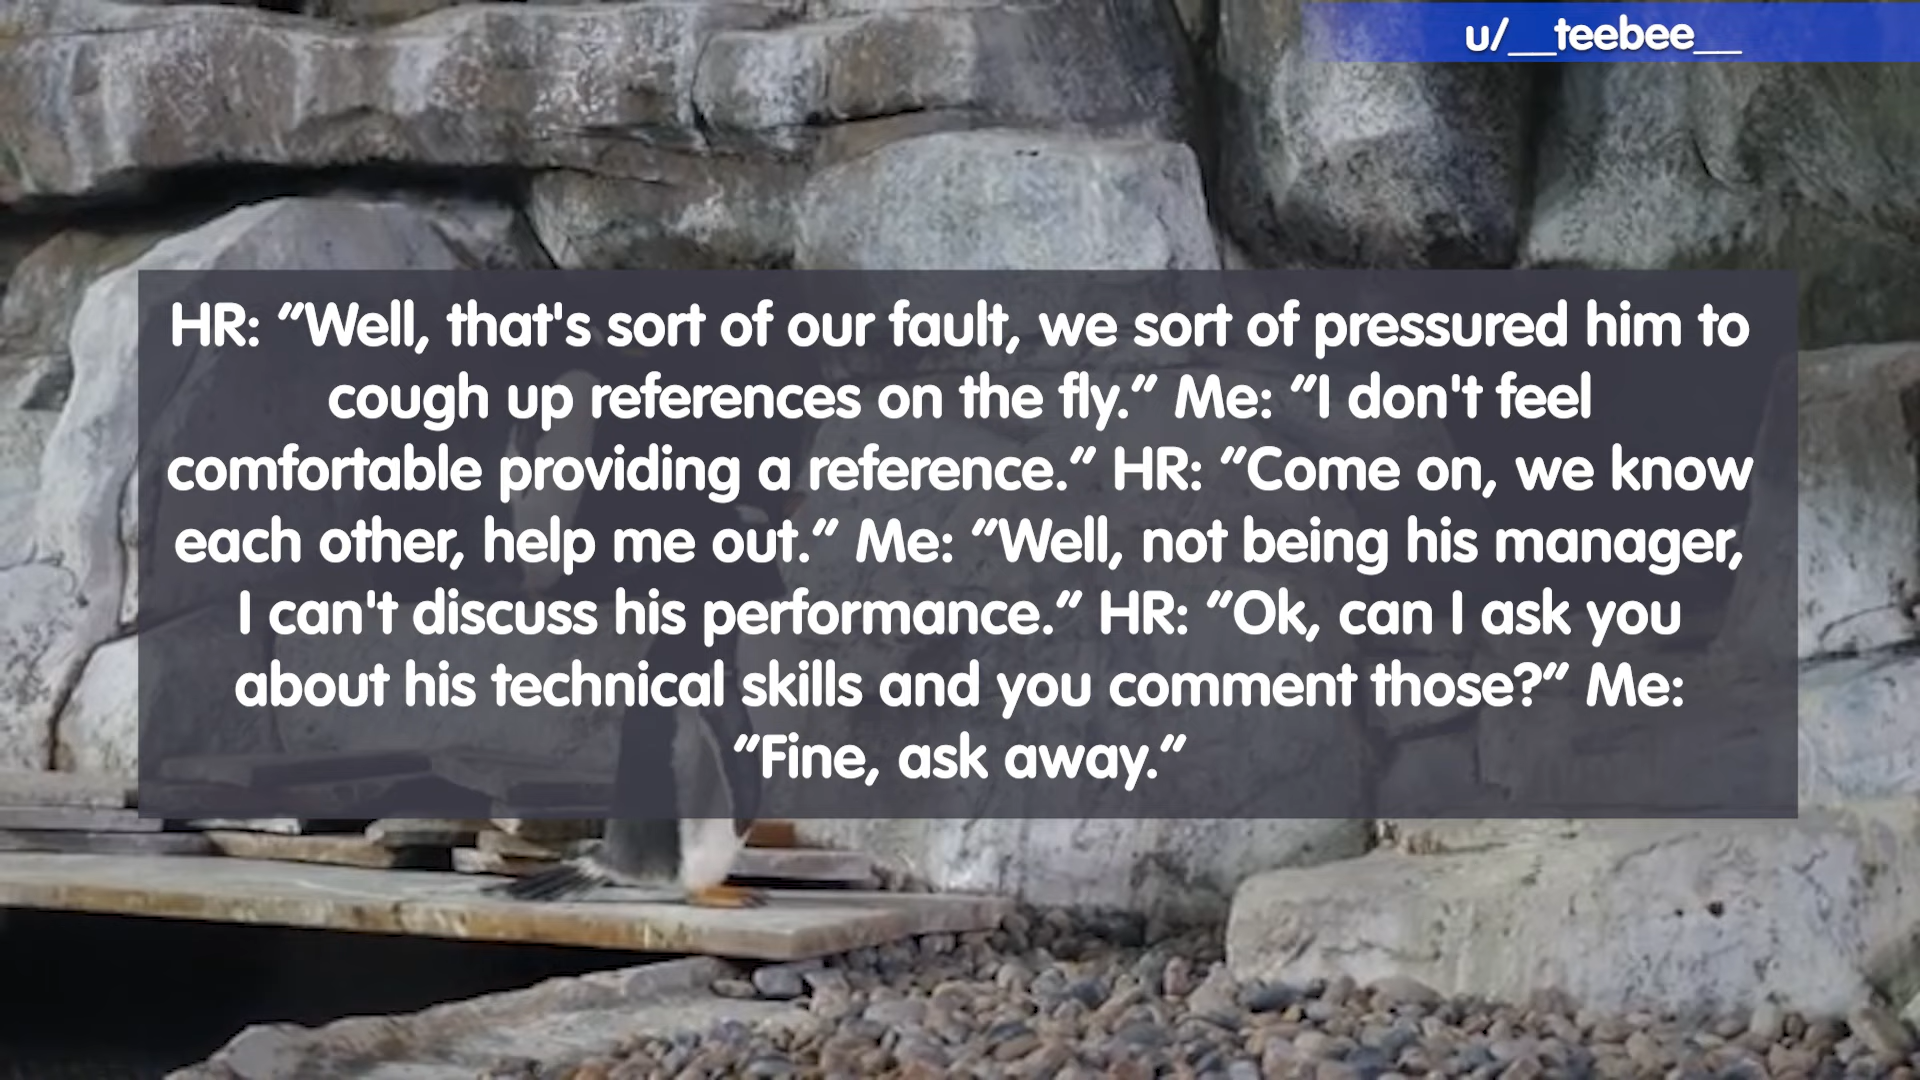 u/__teebee__
HR: “Well, that's sort of our fault, we sort of pressured him to
cough up references on the fly.” Me: “I don't feel
comfortable providing a reference.” HR: “Come on, we know
each other, help me out.” Me: “Well, not being his manager,
I can't discuss his performance.” HR: “Ok, can I ask you
about his technical skills and you comment those?” Me:
“Fine, ask away.”